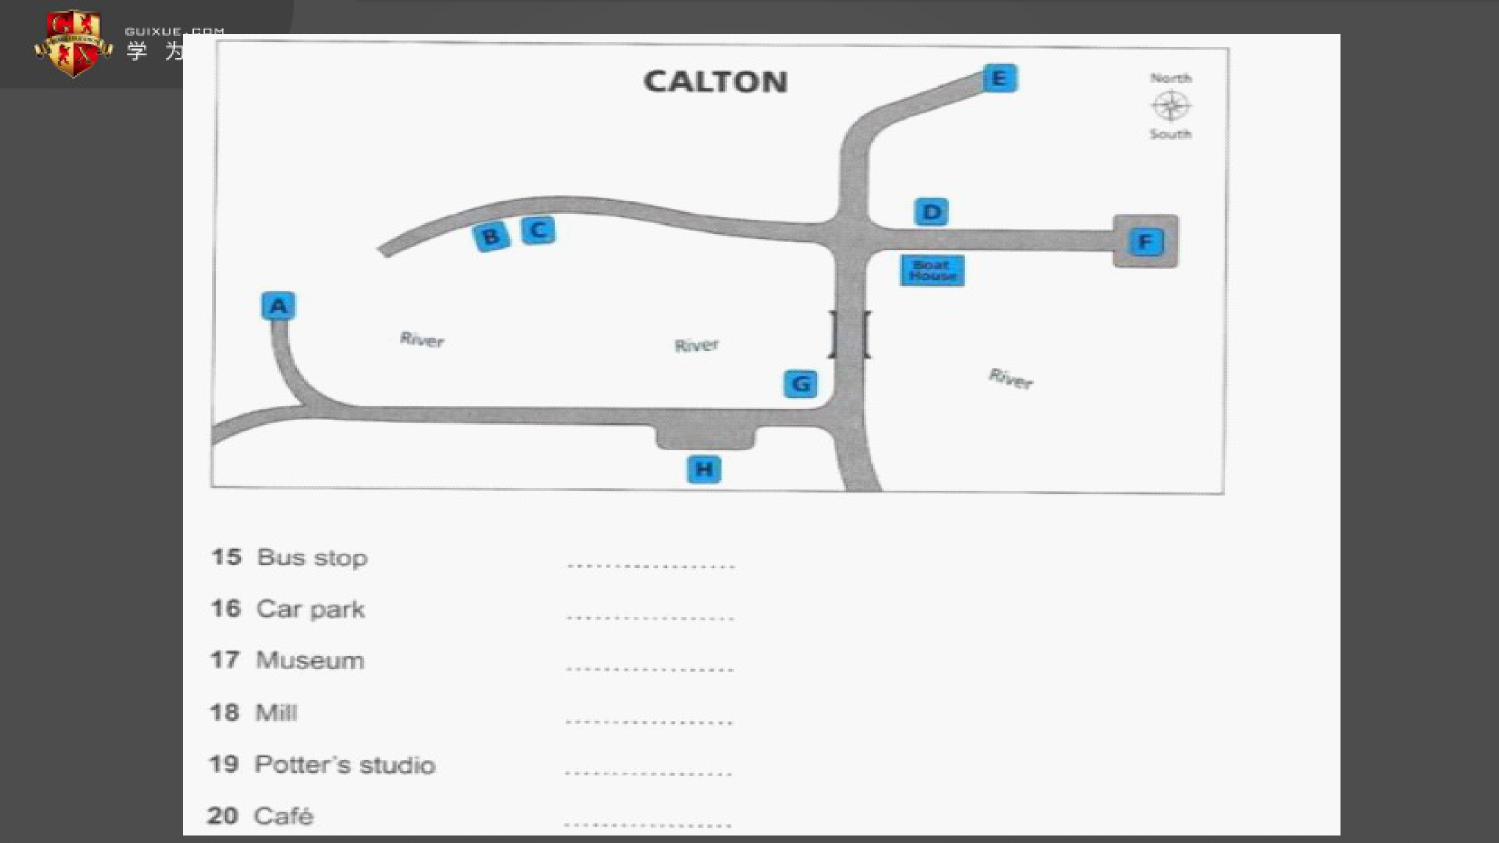 GUIXUE.COM
学 为
CALTON
E
North
South
D
B
C
F
Boat
House
A
River
River
River
G
H
15 Bus stop
16 Car park
17 Museum
18 Mill
19 Potter's studio
20 Café